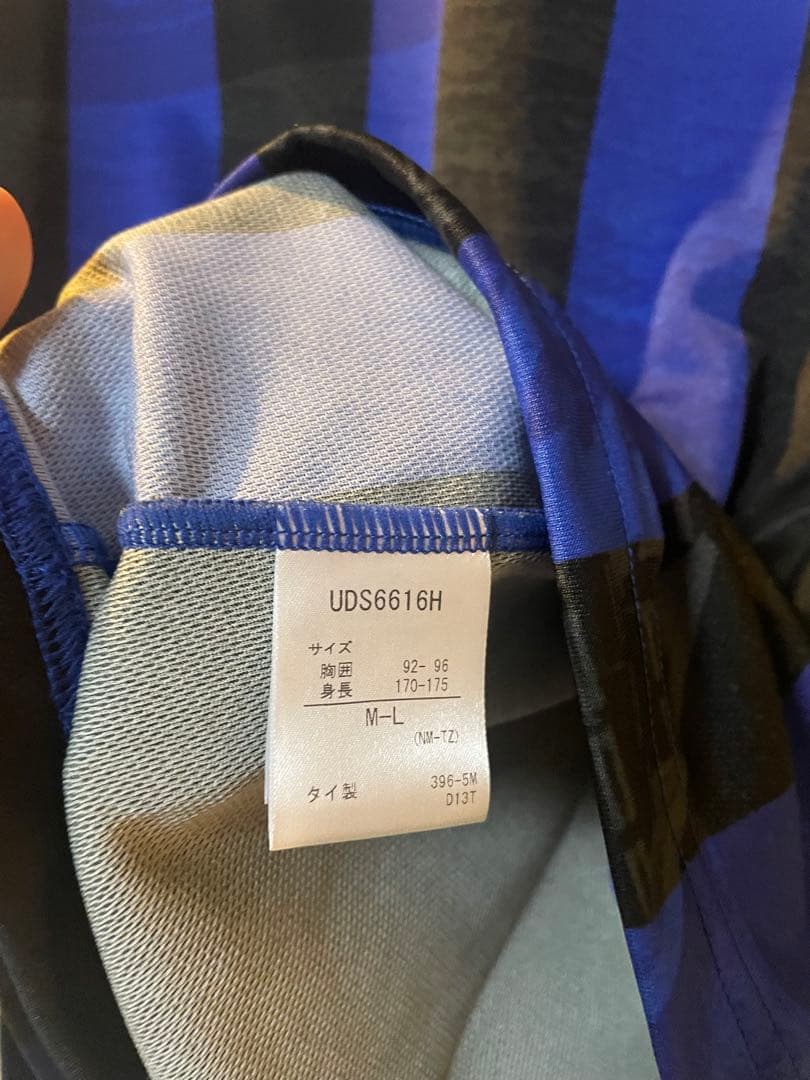 UDS6616H
サイズ
胸囲 92- 96
身長 170-175
M-L
(NM-TZ)
タイ製 396-5M
D13T